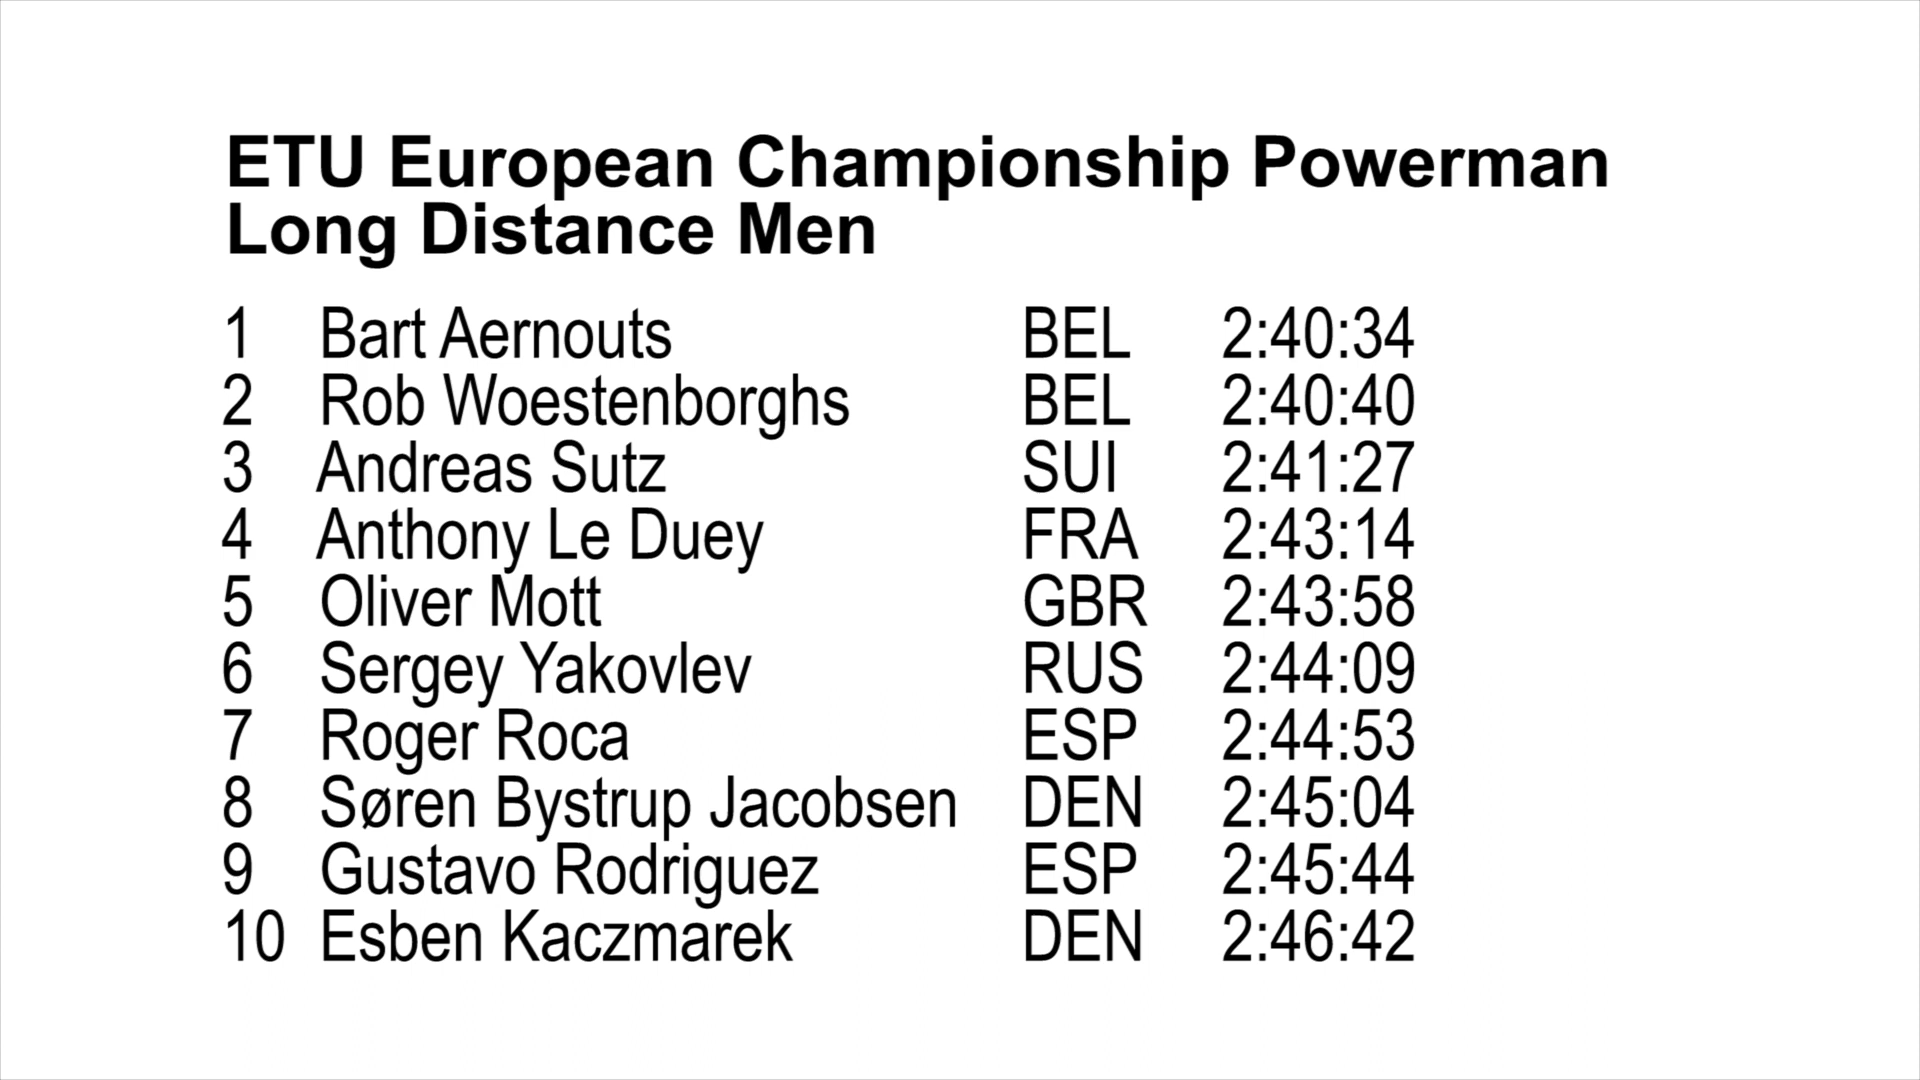 ETU European Championship Powerman
Long Distance Men
1 Bart Aernouts BEL 2:40:34
2 Rob Woestenborghs BEL 2:40:40
3 Andreas Sutz SUI 2:41:27
4 Anthony Le Duey FRA 2:43:14
5 Oliver Mott GBR 2:43:58
6 Sergey Yakovlev RUS 2:44:09
7 Roger Roca ESP 2:44:53
8 Søren Bystrup Jacobsen DEN 2:45:04
9 Gustavo Rodriguez ESP 2:45:44
10 Esben Kaczmarek DEN 2:46:42